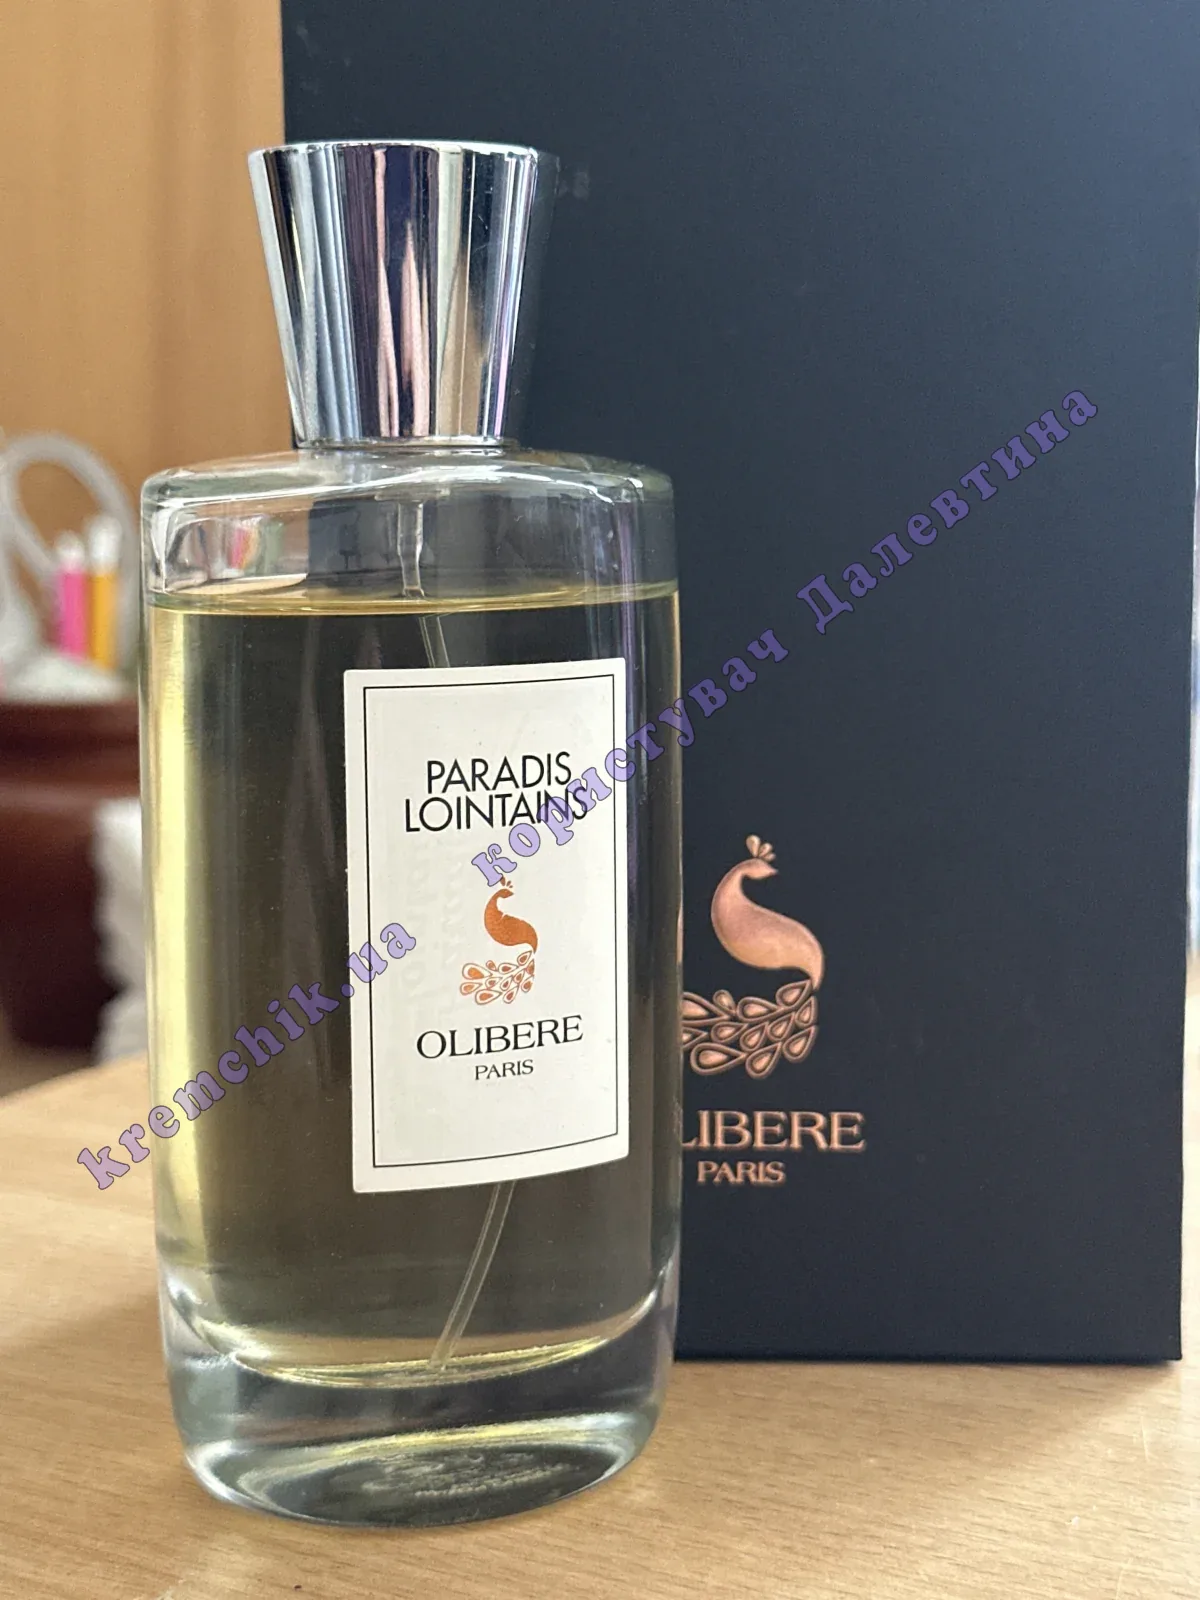 PARADIS
LOINTAINS
OLIBERE
PARIS
LIBERE
PARIS
kremchik.ua користувач Далевтина